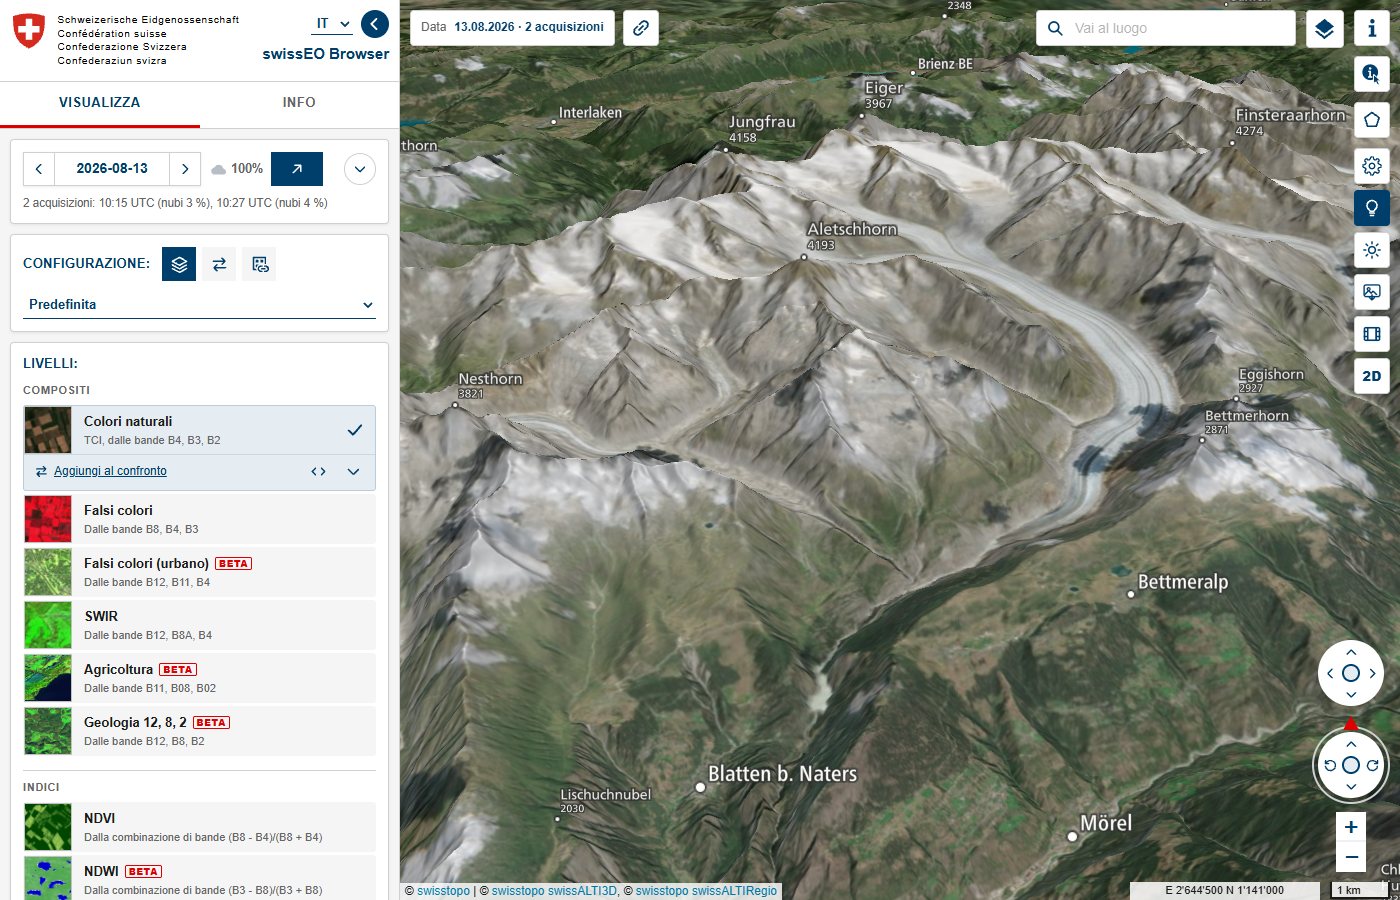 Schweizerische Eidgenossenschaft
Confédération suisse
Confederazione Svizzera
Confederaziun svizra
IT
swissEO Browser
VISUALIZZA
INFO
2026-08-13
100%
2 acquisizioni: 10:15 UTC (nubi 3 %), 10:27 UTC (nubi 4 %)
CONFIGURAZIONE:
Predefinita
LIVELLI:
COMPOSITI
Colori naturali
TCI, dalle bande B4, B3, B2
Aggiungi al confronto
Falsi colori
Dalle bande B8, B4, B3
Falsi colori (urbano) BETA
Dalle bande B12, B11, B4
SWIR
Dalle bande B12, B8A, B4
Agricoltura BETA
Dalle bande B11, B08, B02
Geologia 12, 8, 2 BETA
Dalle bande B12, B8, B2
INDICI
NDVI
Dalla combinazione di bande (B8 - B4)/(B8 + B4)
NDWI BETA
Dalla combinazione di bande (B3 - B8)/(B3 + B8)
Data 13.08.2026 · 2 acquisizioni
Vai al luogo
2348
Brienz BE
Eiger
3967
Interlaken
Jungfrau
4158
Finsteraarhorn
4274
thorn
Aletschhorn
4193
Nesthorn
3821
Eggishorn
2927
Bettmerhorn
2871
2D
Bettmeralp
Blatten b. Naters
Lischuchnubel
2030
Mörel
© swisstopo | © swisstopo swissALTI3D, © swisstopo swissALTIRegio
E 2'644'500 N 1'141'000
1 km